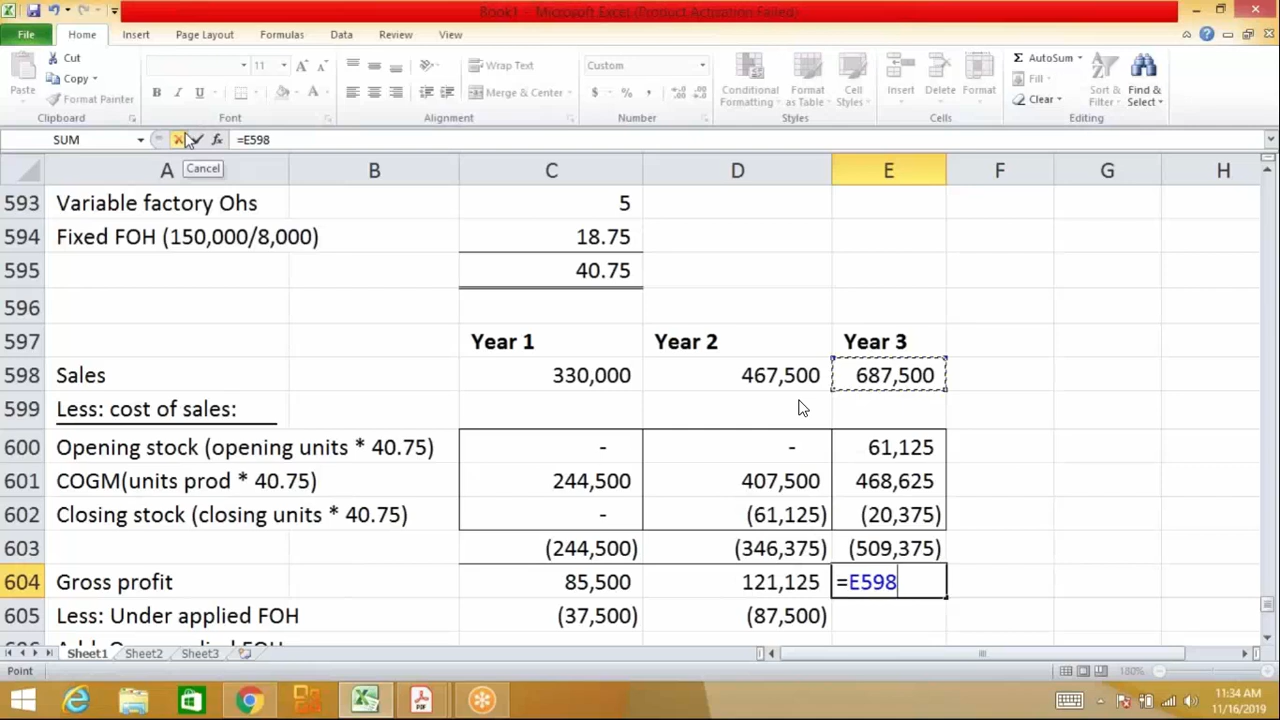 Book1 - Microsoft Excel (Product Activation Failed)
File Home Insert Page Layout Formulas Data Review View
Paste Cut Copy Format Painter Clipboard
11 A A B I U A Font
Wrap Text Merge & Center Alignment
Custom $ % , Number
Conditional Formatting Format as Table Cell Styles Styles
Insert Delete Format Cells
Σ AutoSum Fill Clear Sort & Filter Find & Select Editing
SUM fx =E598
Cancel
A B C D E F G H
593 Variable factory Ohs 5
594 Fixed FOH (150,000/8,000) 18.75
595 40.75
596
597 Year 1 Year 2 Year 3
598 Sales 330,000 467,500 687,500
599 Less: cost of sales:
600 Opening stock (opening units * 40.75) - - 61,125
601 COGM(units prod * 40.75) 244,500 407,500 468,625
602 Closing stock (closing units * 40.75) - (61,125) (20,375)
603 (244,500) (346,375) (509,375)
604 Gross profit 85,500 121,125 =E598
605 Less: Under applied FOH (37,500) (87,500)
Sheet1 Sheet2 Sheet3
Point 180%
PDF
11:34 AM
11/16/2019